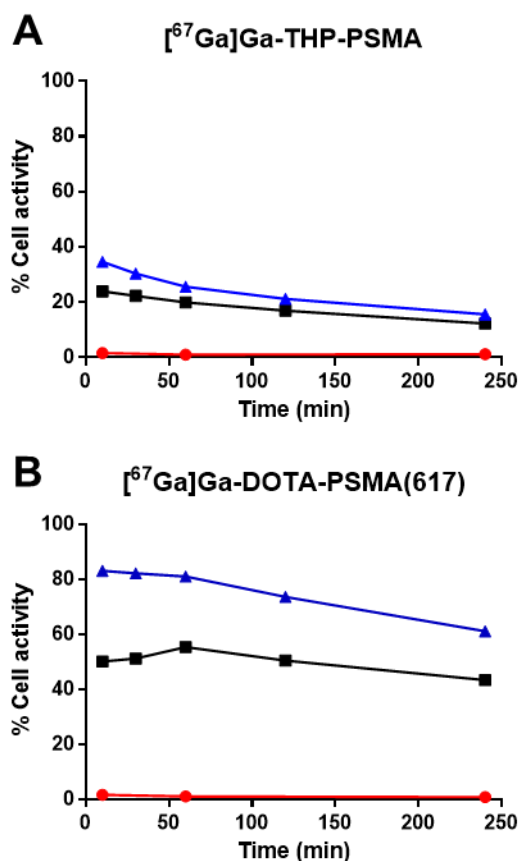 A
[⁶⁷Ga]Ga-THP-PSMA
100
80
60
40
20
0
% Cell activity
0 50 100 150 200 250
Time (min)
B
[⁶⁷Ga]Ga-DOTA-PSMA(617)
100
80
60
40
20
0
% Cell activity
0 50 100 150 200 250
Time (min)